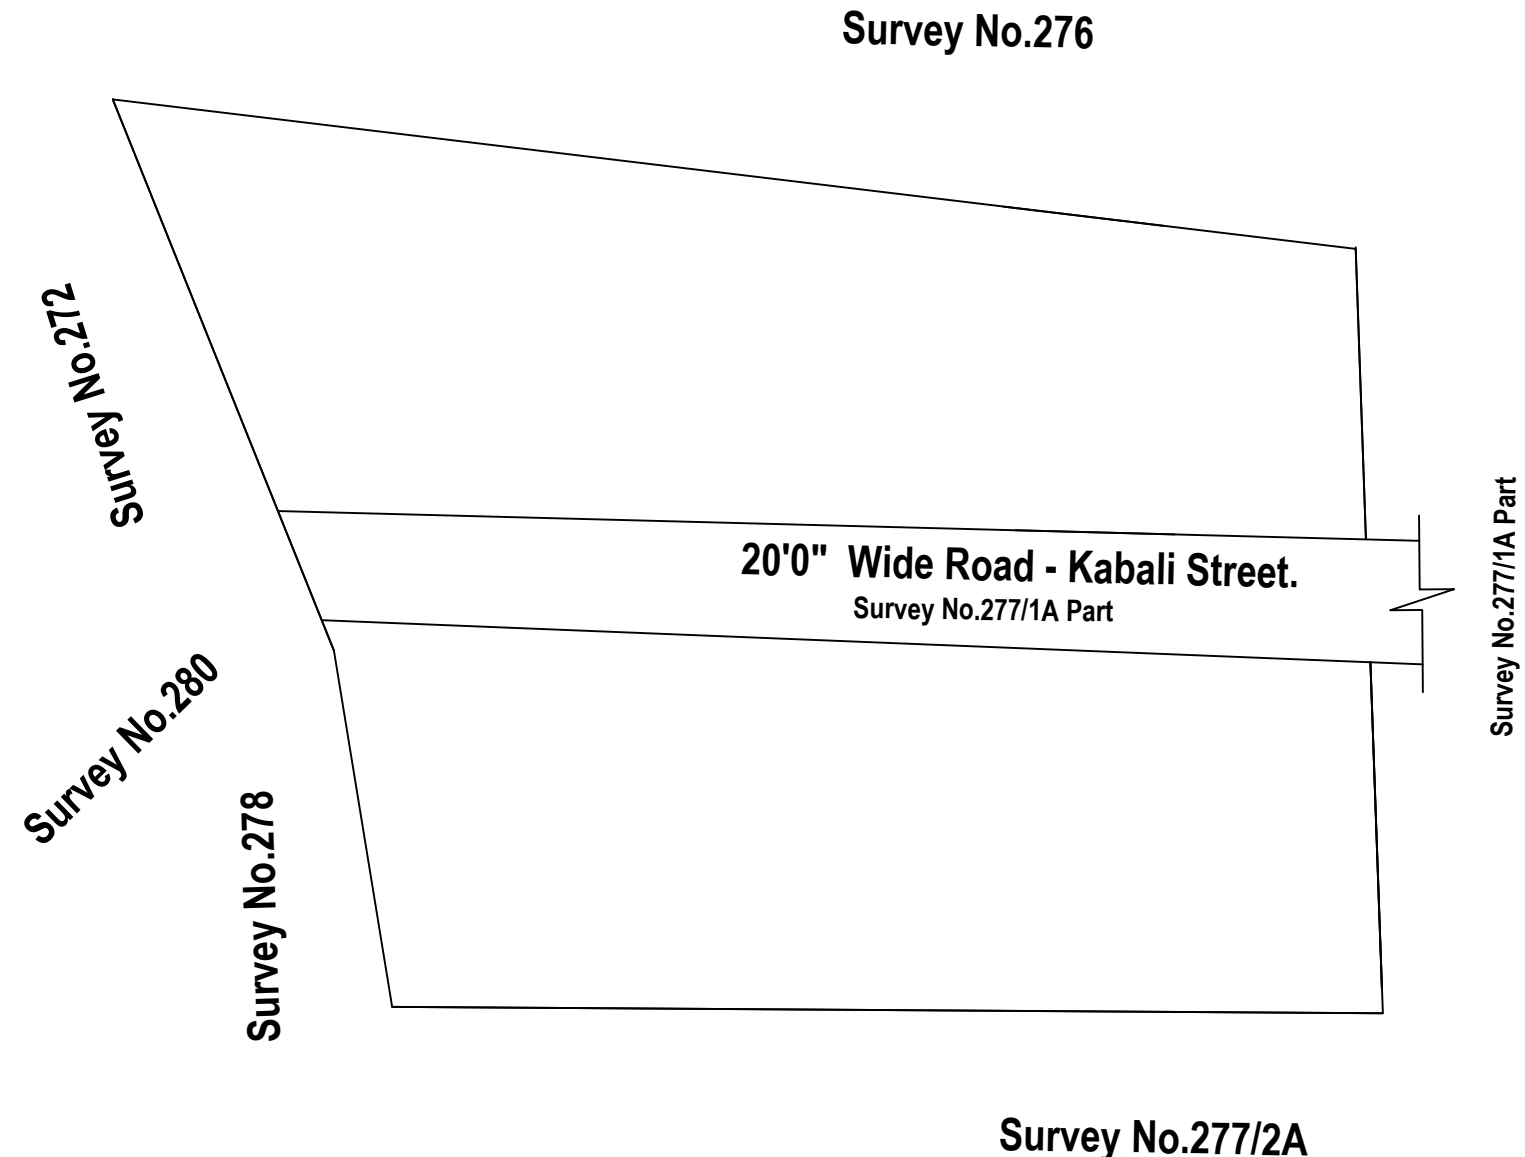 Survey No.276
Survey No.272
20'0" Wide Road - Kabali Street.
Survey No.277/1A Part
Survey No.277/1A Part
Survey No.280
Survey No.278
Survey No.277/2A